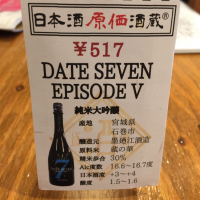 日本酒原価酒蔵®
¥517
DATE SEVEN
EPISODE V
純米大吟醸
産地 宮城県
石巻市
醸造元 墨廼江酒造
原料米 蔵の華
精米歩合 30%
Alc度数 16.6~16.7度
日本酒度 +3~+4
酸度 1.5~1.6
7